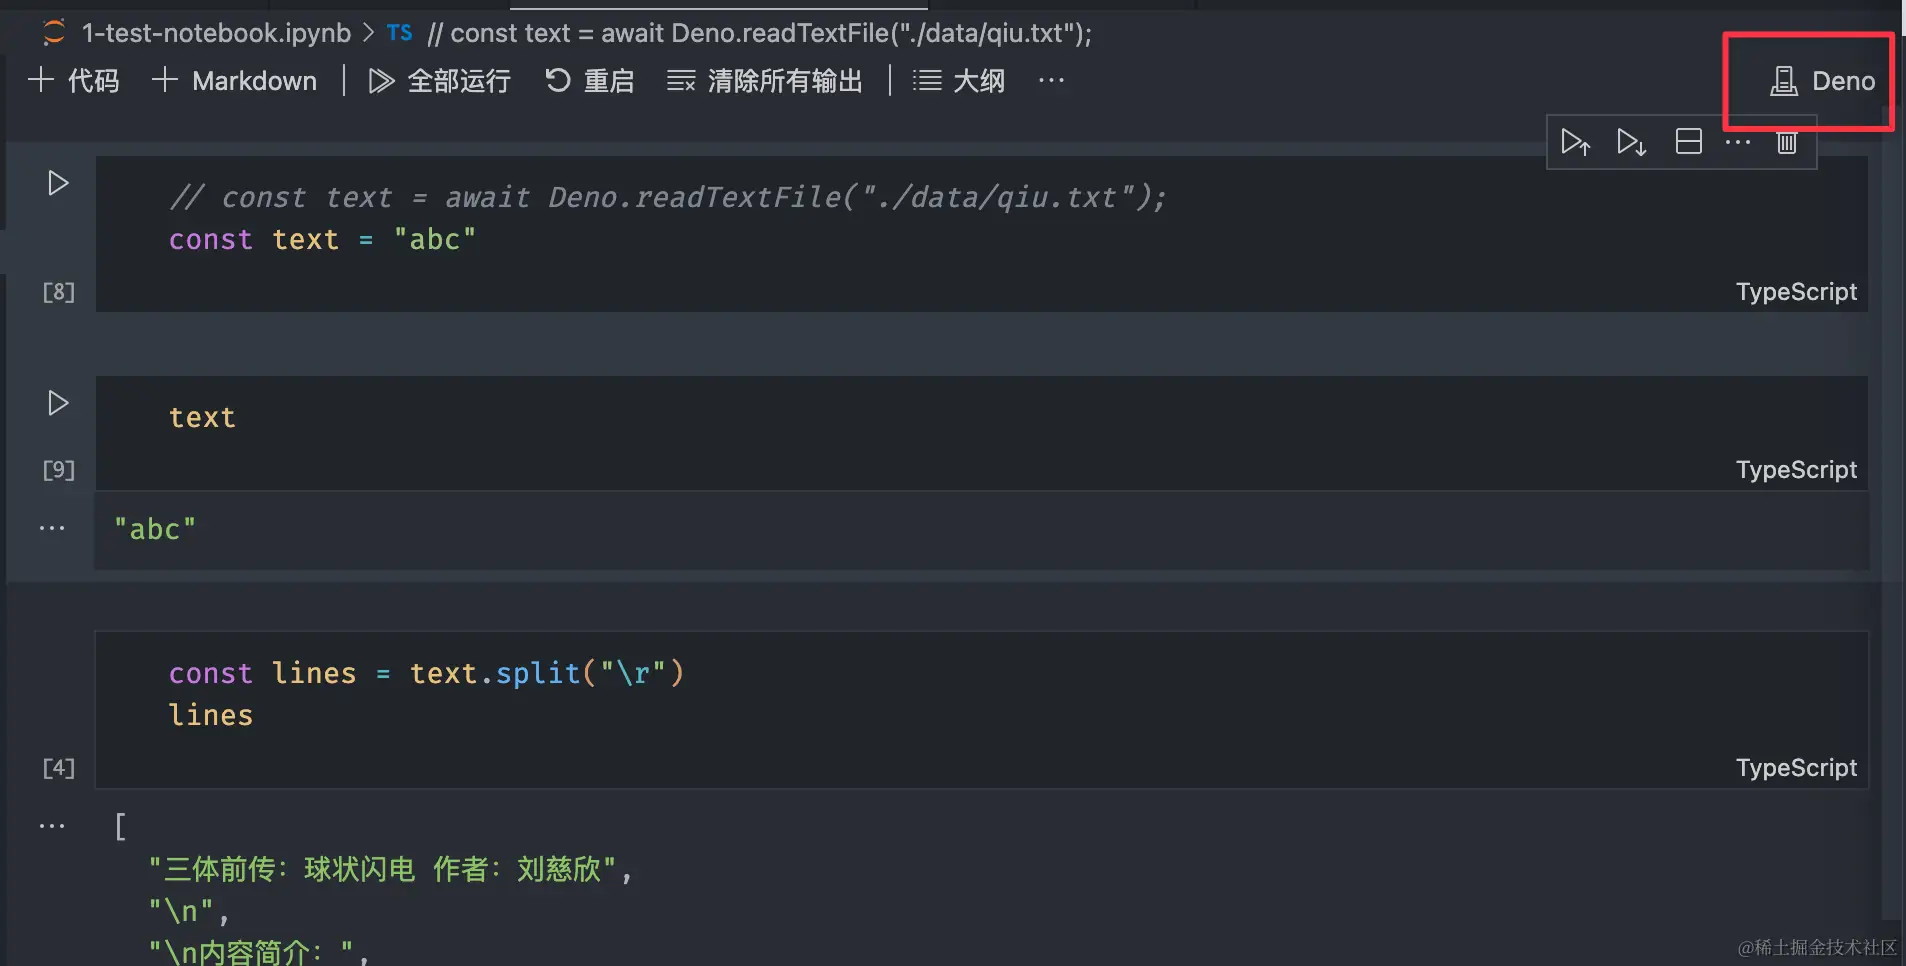 1-test-notebook.ipynb > TS // const text = await Deno.readTextFile("./data/qiu.txt");
+ 代码 + Markdown | 全部运行 重启 清除所有输出 | 大纲 ··· Deno
// const text = await Deno.readTextFile("./data/qiu.txt");
const text = "abc"
[8] TypeScript
text
[9] TypeScript
··· "abc"
const lines = text.split("\r")
lines
[4] TypeScript
··· [
"三体前传：球状闪电 作者：刘慈欣",
"\n",
"\n内容简介：",
@稀土掘金技术社区